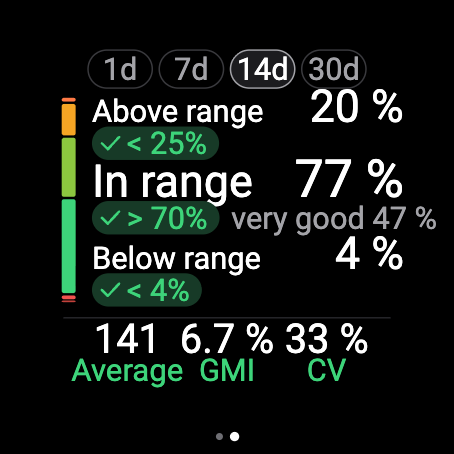 1d 7d 14d 30d
Above range 20 %
✓ < 25%
In range 77 %
✓ > 70% very good 47 %
Below range 4 %
✓ < 4%
141 6.7 % 33 %
Average GMI CV